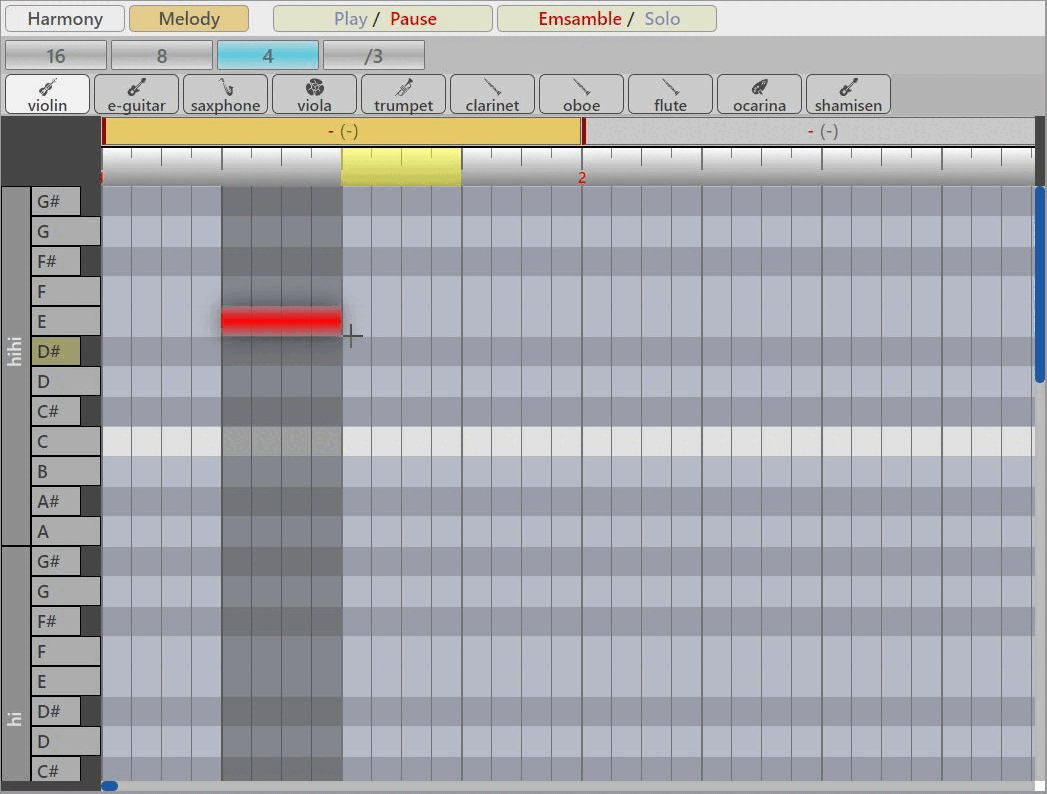 Harmony Melody Play / Pause Emsamble / Solo
16 8 4 /3
violin e-guitar saxphone viola trumpet clarinet oboe flute ocarina shamisen
- (-) - (-)
2
hihi
G#
G
F#
F
E
D#
D
C#
C
B
A#
A
hi
G#
G
F#
F
E
D#
D
C#